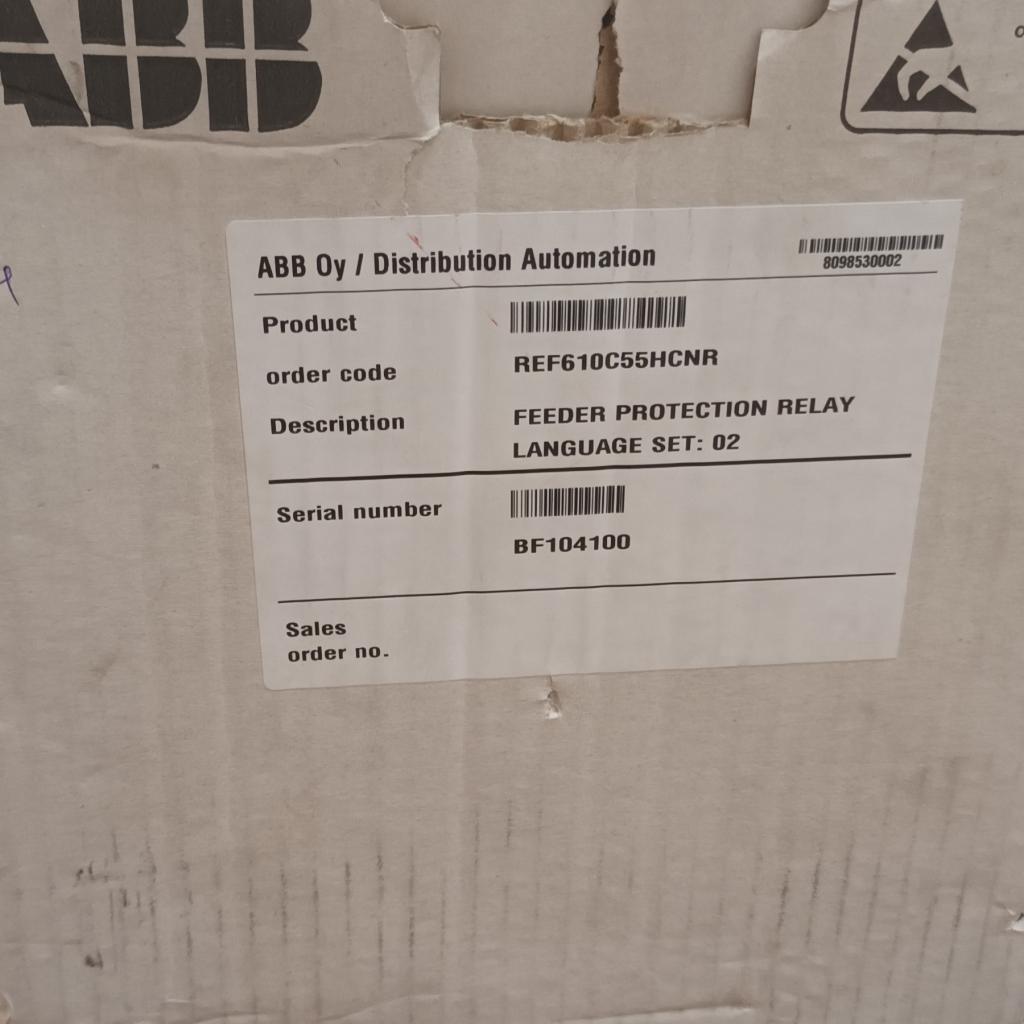 ABB
ABB Oy / Distribution Automation
8098530002
Product
order code
REF610C55HCNR
Description
FEEDER PROTECTION RELAY
LANGUAGE SET: 02
Serial number
BF104100
Sales
order no.